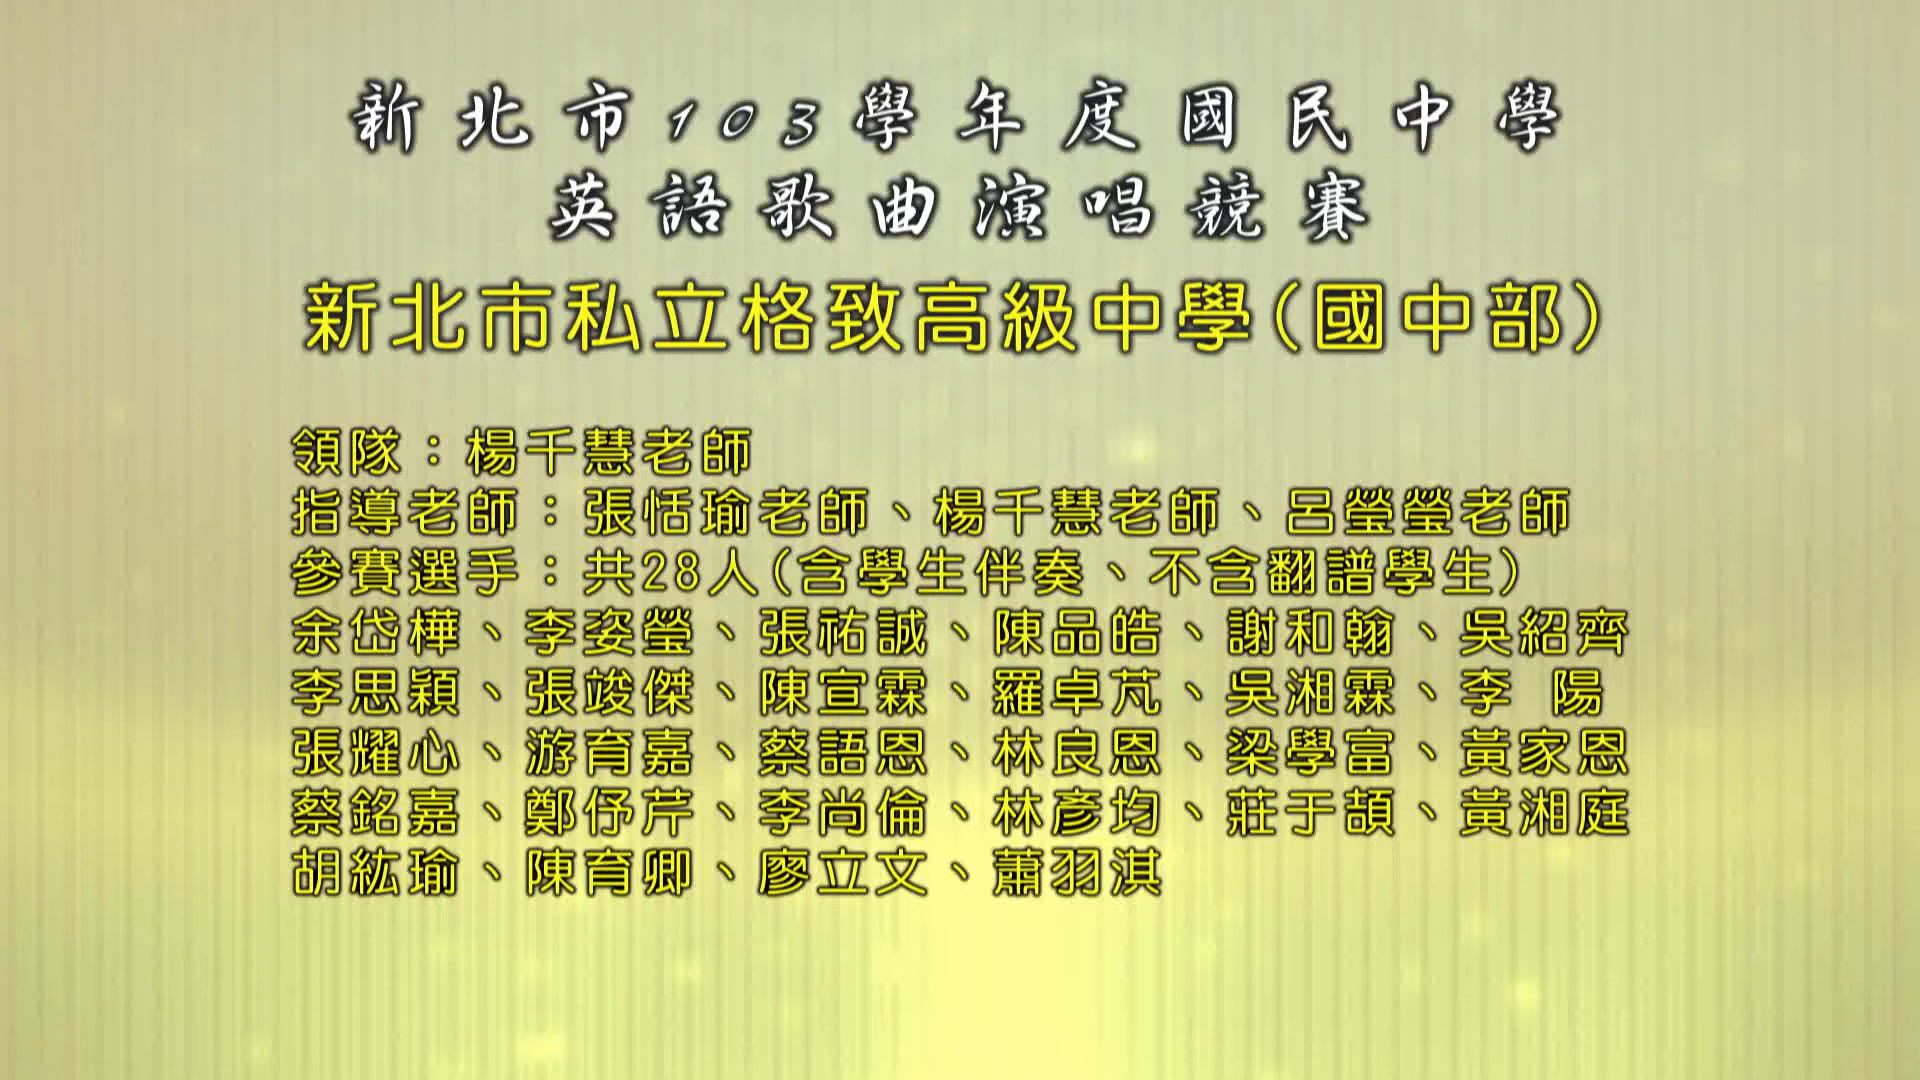 新北市103學年度國民中學
英語歌曲演唱競賽
新北市私立格致高級中學(國中部)
領隊：楊千慧老師
指導老師：張恬瑜老師、楊千慧老師、呂瑩瑩老師
參賽選手：共28人(含學生伴奏、不含翻譜學生)
余岱樺、李姿瑩、張祐誠、陳品皓、謝和翰、吳紹齊
李思穎、張竣傑、陳宣霖、羅卓芃、吳湘霖、李 陽
張耀心、游育嘉、蔡語恩、林良恩、梁學富、黃家恩
蔡銘嘉、鄭伃芹、李尚倫、林彥均、莊于頡、黃湘庭
胡紘瑜、陳育卿、廖立文、蕭羽淇